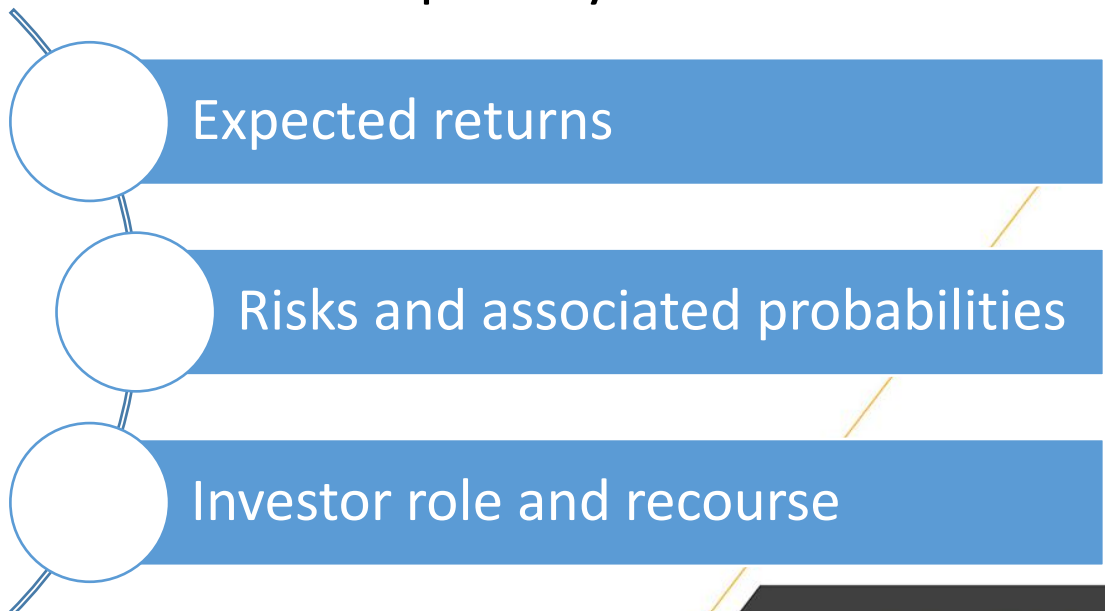 Expected returns
Risks and associated probabilities
Investor role and recourse